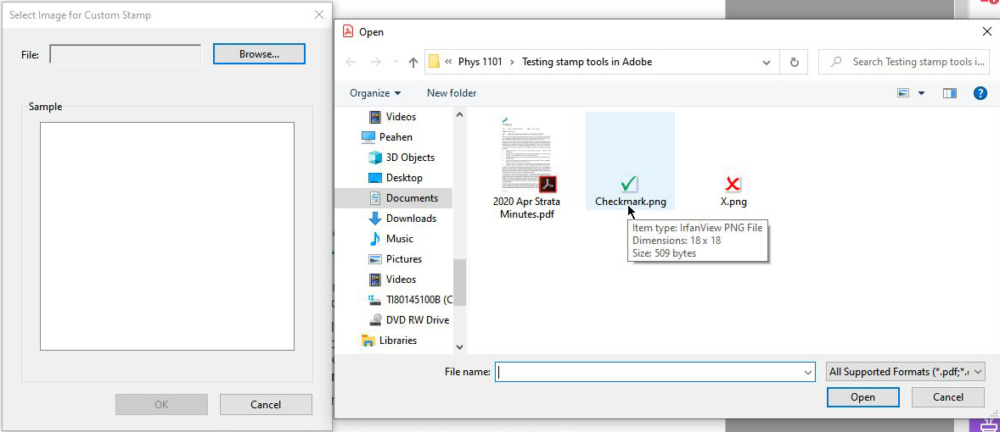 Select Image for Custom Stamp
File:
Browse...
Sample
OK
Cancel
Open
« Phys 1101 › Testing stamp tools in Adobe
Search Testing stamp tools i...
Organize
New folder
?
Videos
Peahen
3D Objects
Desktop
Documents
Downloads
Music
Pictures
Videos
TI80145100B (C
DVD RW Drive
Libraries
2020 Apr Strata
Minutes.pdf
Checkmark.png
X.png
Item type: IrfanView PNG File
Dimensions: 18 x 18
Size: 509 bytes
File name:
All Supported Formats (*.pdf;*.
Open
Cancel